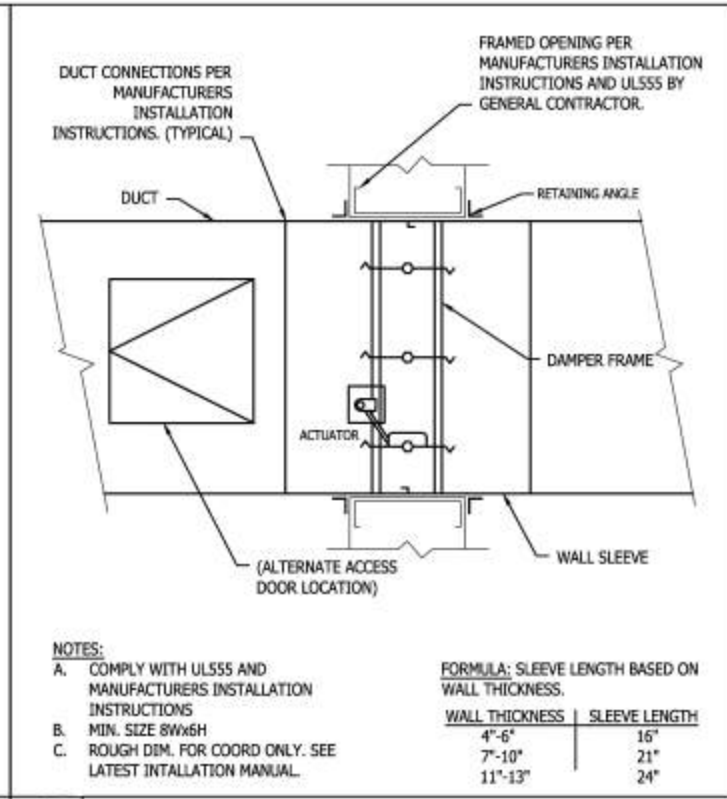 FRAMED OPENING PER
MANUFACTURERS INSTALLATION
INSTRUCTIONS AND UL555 BY
GENERAL CONTRACTOR.
DUCT CONNECTIONS PER
MANUFACTURERS
INSTALLATION
INSTRUCTIONS. (TYPICAL)
DUCT
RETAINING ANGLE
DAMPER FRAME
ACTUATOR
WALL SLEEVE
(ALTERNATE ACCESS
DOOR LOCATION)
NOTES:
A. COMPLY WITH UL555 AND
MANUFACTURERS INSTALLATION
INSTRUCTIONS
B. MIN. SIZE 8Wx6H
C. ROUGH DIM. FOR COORD ONLY. SEE
LATEST INTALLATION MANUAL.
FORMULA: SLEEVE LENGTH BASED ON
WALL THICKNESS.
WALL THICKNESS SLEEVE LENGTH
4"-6" 16"
7"-10" 21"
11"-13" 24"